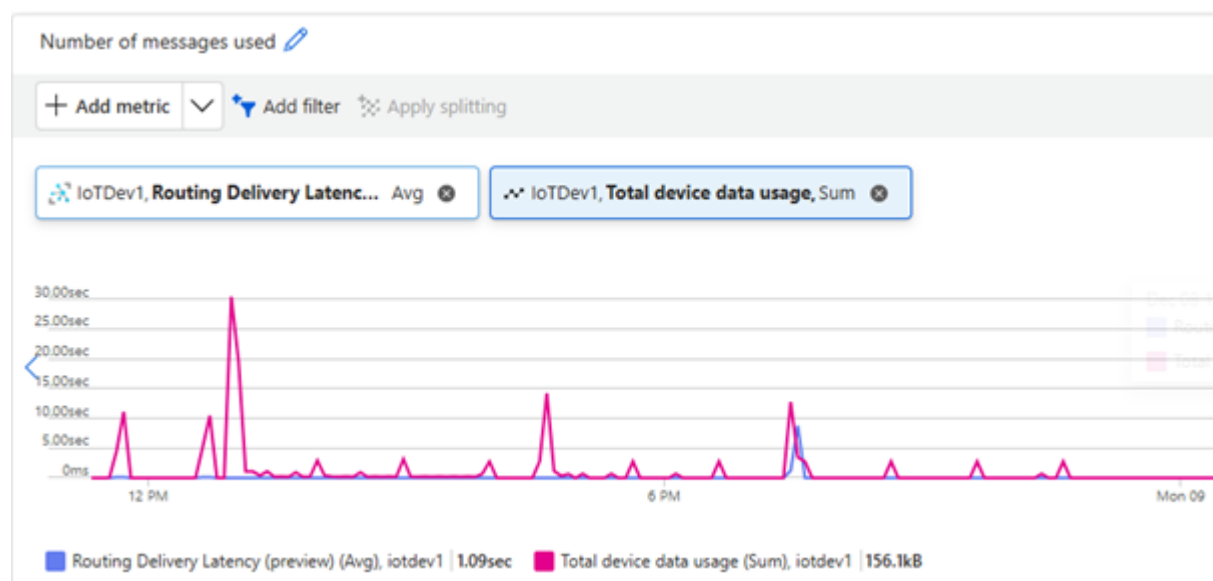 Number of messages used
Add metric Add filter Apply splitting
IoTDev1, Routing Delivery Latenc... Avg IoTDev1, Total device data usage, Sum
30.00sec
25.00sec
20.00sec
15.00sec
10.00sec
5.00sec
0ms
12 PM 6 PM Mon 09
Routing Delivery Latency (preview) (Avg), iotdev1 1.09sec Total device data usage (Sum), iotdev1 156.1kB